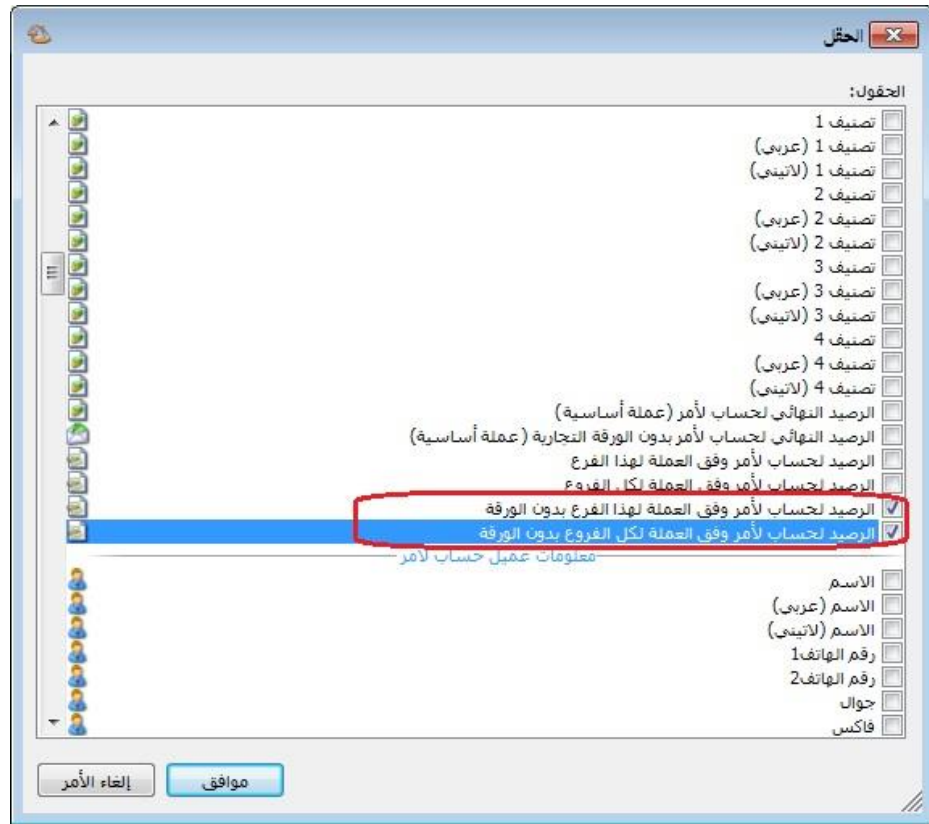 الحقل
الحقول:
تصنيف 1
تصنيف 1 (عربي)
تصنيف 1 (لاتيني)
تصنيف 2
تصنيف 2 (عربي)
تصنيف 2 (لاتيني)
تصنيف 3
تصنيف 3 (عربي)
تصنيف 3 (لاتيني)
تصنيف 4
تصنيف 4 (عربي)
تصنيف 4 (لاتيني)
الرصيد النهائي لحساب لأمر (عملة أساسية)
الرصيد النهائي لحساب لأمر بدون الورقة التجارية (عملة أساسية)
الرصيد لحساب لأمر وفق العملة لهذا الفرع
الرصيد لحساب لأمر وفق العملة لكل الفروع
الرصيد لحساب لأمر وفق العملة لهذا الفرع بدون الورقة
الرصيد لحساب لأمر وفق العملة لكل الفروع بدون الورقة
معلومات عميل حساب لأمر
الاسم
الاسم (عربي)
الاسم (لاتيني)
رقم الهاتف1
رقم الهاتف2
جوال
فاكس
موافق
إلغاء الأمر